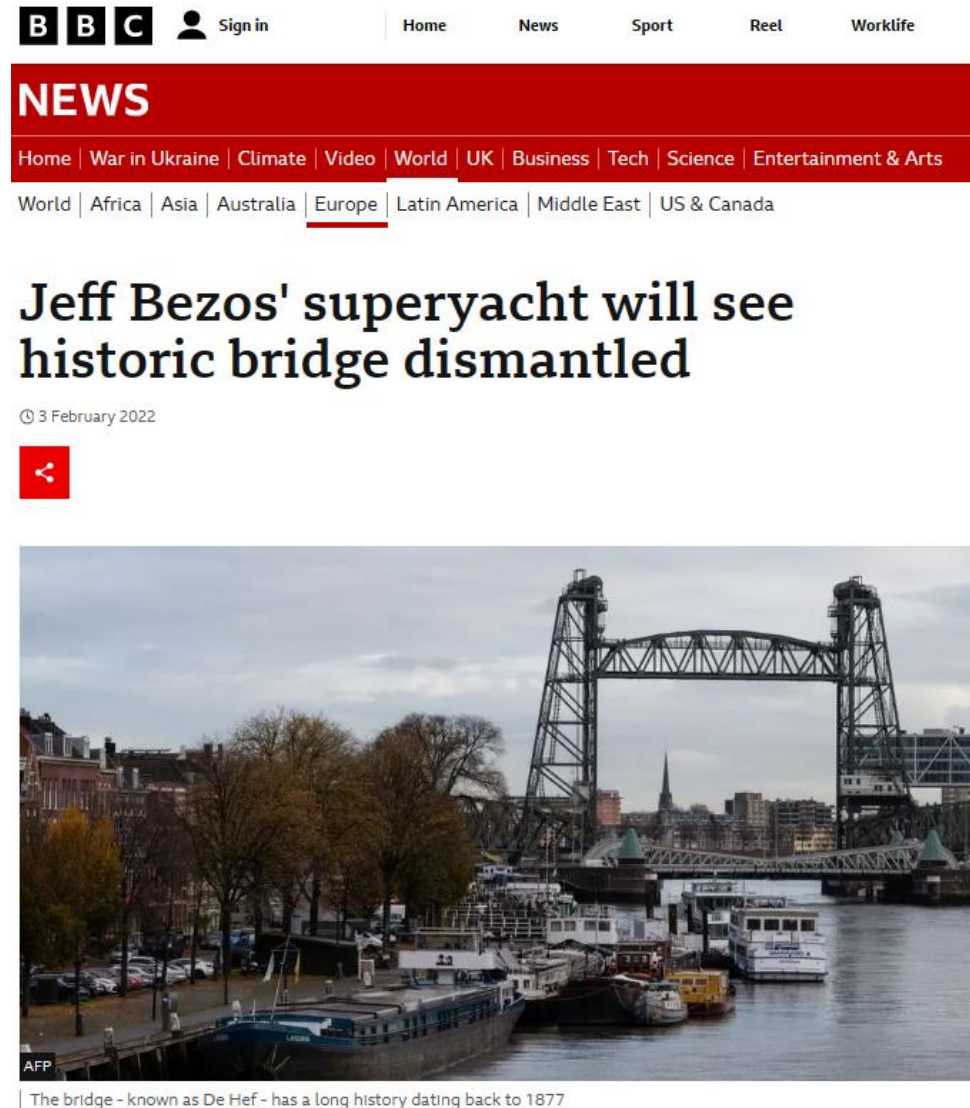 BBC Sign in Home News Sport Reel Worklife
NEWS
Home War in Ukraine Climate Video World UK Business Tech Science Entertainment & Arts
World Africa Asia Australia Europe Latin America Middle East US & Canada
Jeff Bezos' superyacht will see
historic bridge dismantled
3 February 2022
AFP
The bridge - known as De Hef - has a long history dating back to 1877